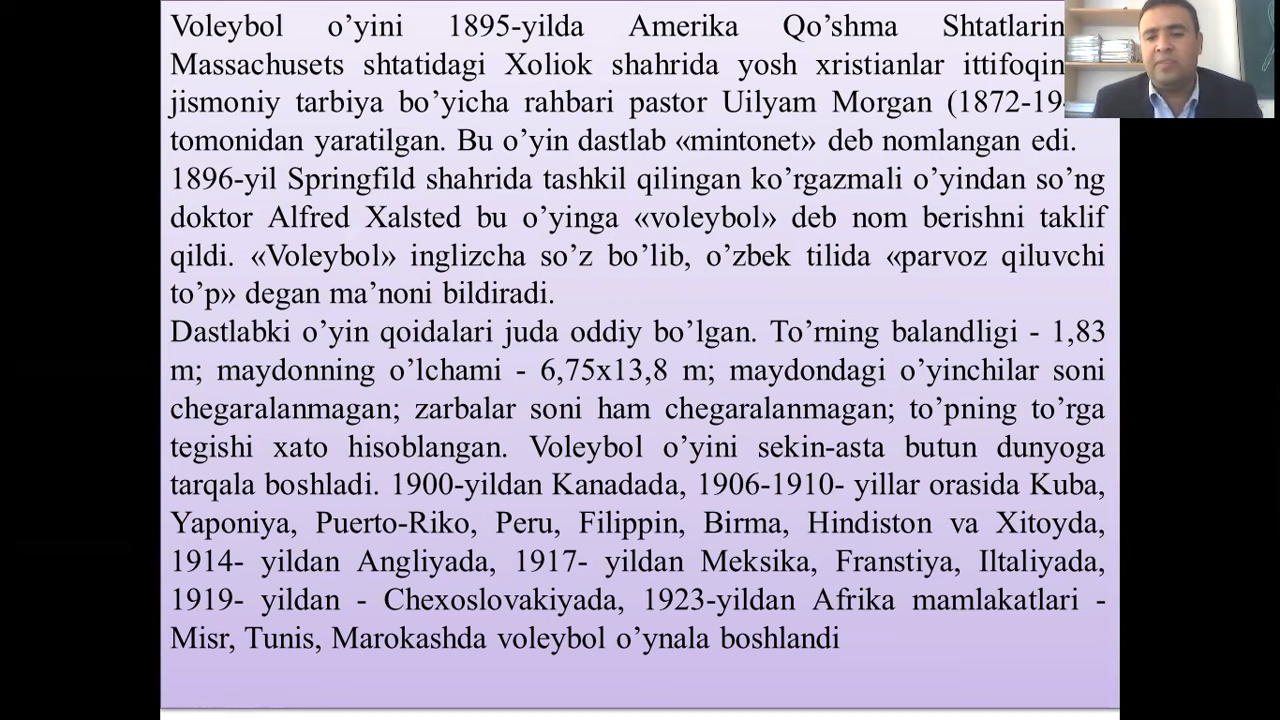 Voleybol o’yini 1895-yilda Amerika Qo’shma
Massachusets shtatidagi Xoliok shahrida yosh xristianlar
jismoniy tarbiya bo’yicha rahbari pastor Uilyam Morgan
tomonidan yaratilgan. Bu o’yin dastlab «mintonet» deb nomlangan edi.
1896-yil Springfild shahrida tashkil qilingan ko’rgazmali o’yindan so’ng
doktor Alfred Xalsted bu o’yinga «voleybol» deb nom berishni taklif
qildi. «Voleybol» inglizcha so’z bo’lib, o’zbek tilida «parvoz qiluvchi
to’p» degan ma’noni bildiradi.
Dastlabki o’yin qoidalari juda oddiy bo’lgan. To’rning balandligi - 1,83
m; maydonning o’lchami - 6,75x13,8 m; maydondagi o’yinchilar soni
chegaralanmagan; zarbalar soni ham chegaralanmagan; to’pning to’rga
tegishi xato hisoblangan. Voleybol o’yini sekin-asta butun dunyoga
tarqala boshladi. 1900-yildan Kanadada, 1906-1910- yillar orasida Kuba,
Yaponiya, Puerto-Riko, Peru, Filippin, Birma, Hindiston va Xitoyda,
1914- yildan Angliyada, 1917- yildan Meksika, Franstiya, Iltaliyada,
1919- yildan - Chexoslovakiyada, 1923-yildan Afrika mamlakatlari -
Misr, Tunis, Marokashda voleybol o’ynala boshlandi